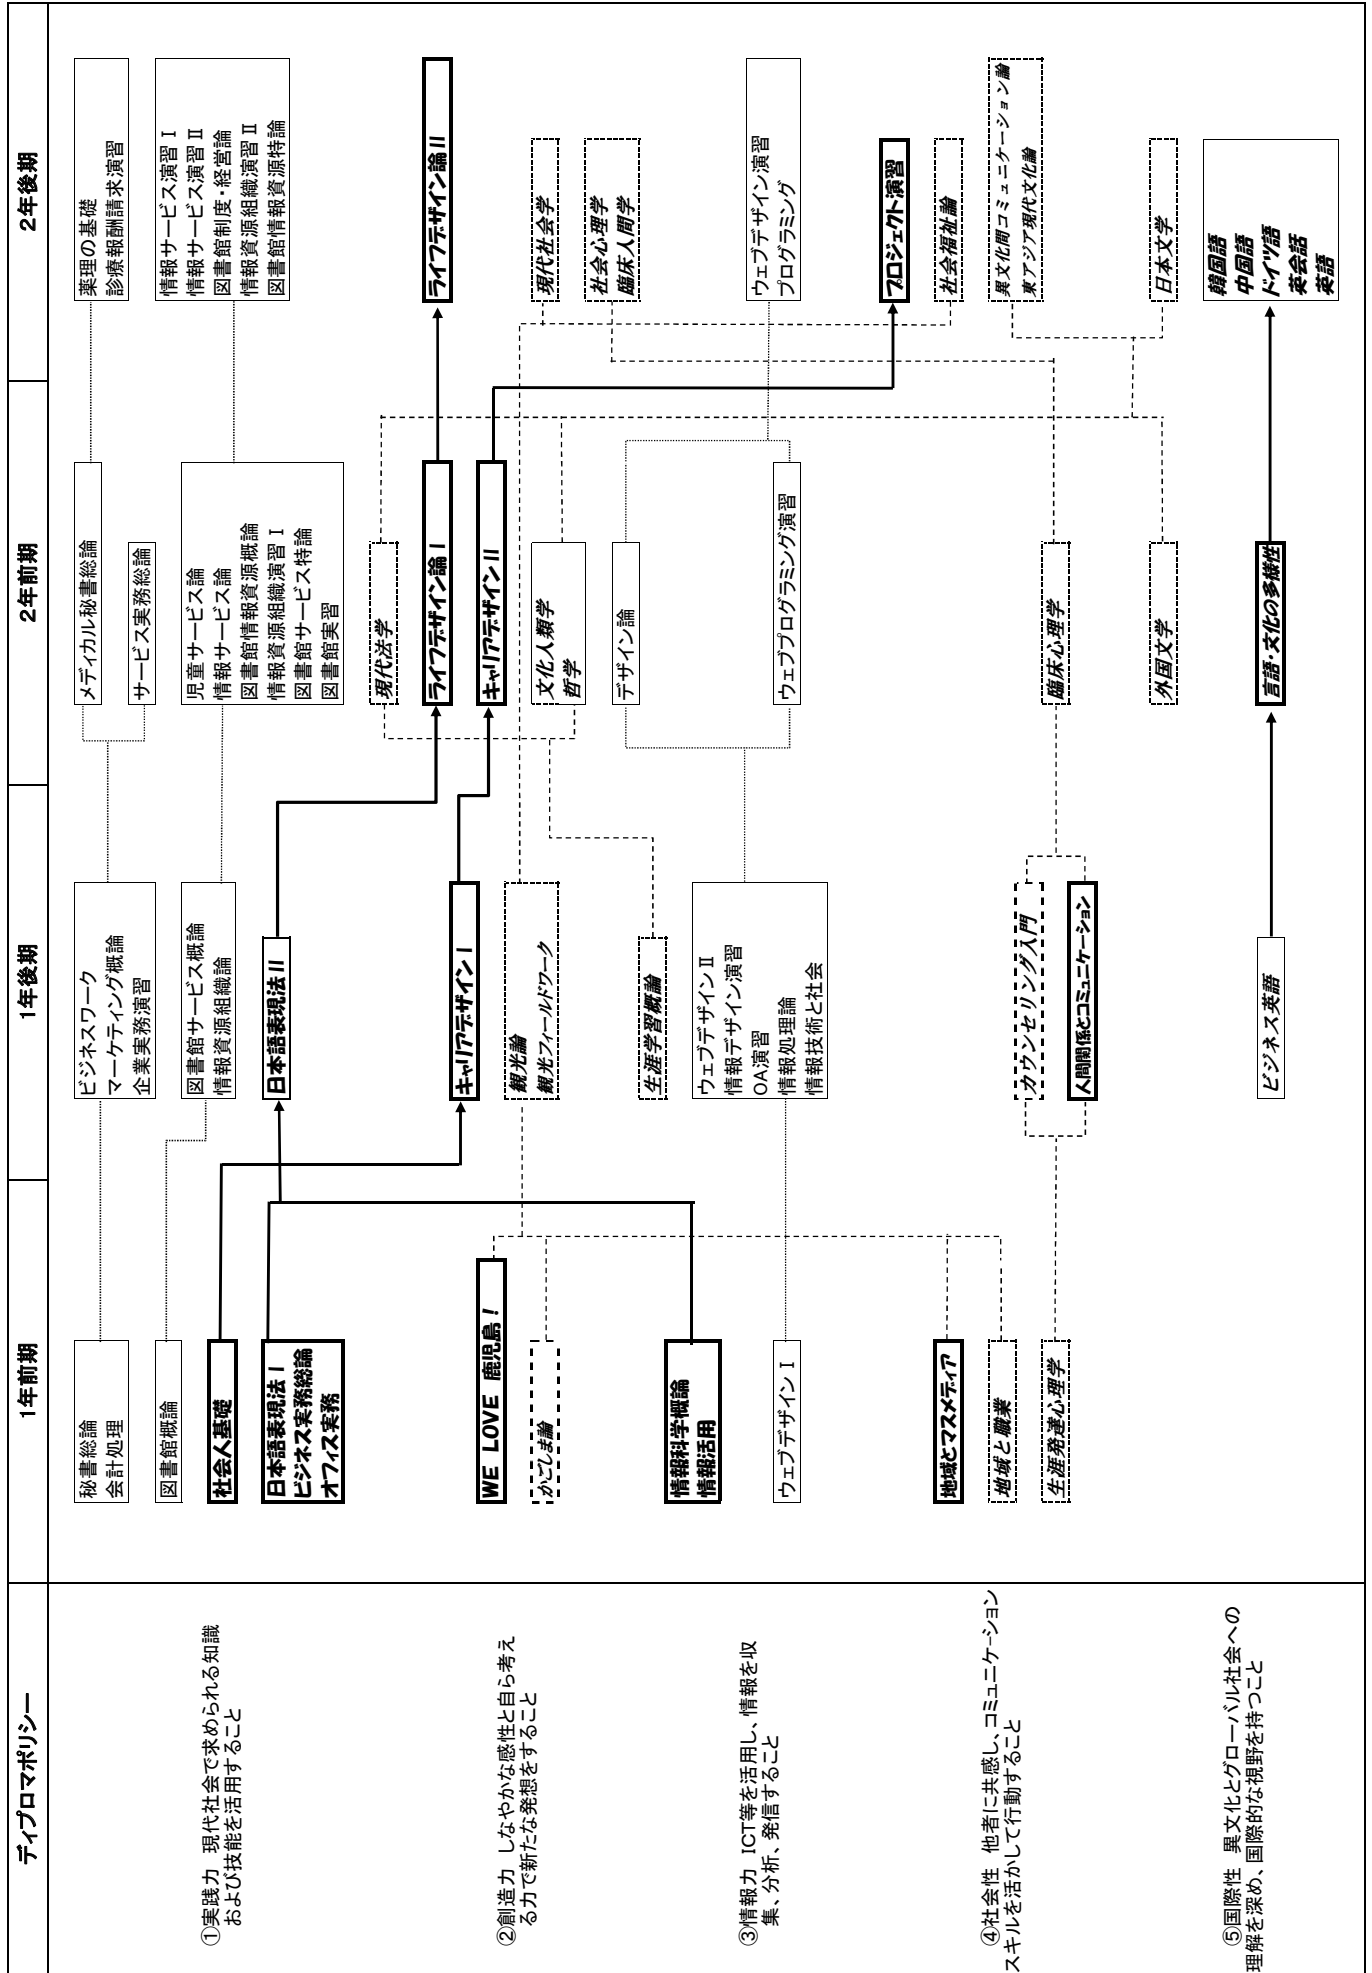 ディプロマポリシー
1年前期
1年後期
2年前期
2年後期
①実践力 現代社会で求められる知識
および技能を活用すること
秘書総論
会計処理
図書館概論
社会人基礎
日本語表現法Ⅰ
ビジネス実務総論
オフィス実務
ビジネスワーク
マーケティング概論
企業実務演習
図書館サービス概論
情報資源組織論
日本語表現法Ⅱ
メディカル秘書総論
サービス実務総論
児童サービス論
情報サービス論
図書館情報資源概論
情報資源組織演習Ⅰ
図書館サービス特論
図書館実習
薬理の基礎
診療報酬請求演習
情報サービス演習Ⅰ
情報サービス演習Ⅱ
図書館制度・経営論
情報資源組織演習Ⅱ
図書館情報資源特論
②創造力 しなやかな感性と自ら考え
る力で新たな発想をすること
WE LOVE 鹿児島！
かごしま論
キャリアデザインⅠ
観光論
観光フィールドワーク
生涯学習概論
現代法学
ライフデザイン論Ⅰ
キャリアデザインⅡ
文化人類学
哲学
デザイン論
ライフデザイン論Ⅱ
現代社会学
社会心理学
臨床人間学
③情報力 ICT等を活用し、情報を収
集、分析、発信すること
情報科学概論
情報活用
ウェブデザインⅠ
ウェブデザインⅡ
情報デザイン演習
OA演習
情報処理論
情報技術と社会
ウェブプログラミング演習
ウェブデザイン演習
プログラミング
④社会性 他者に共感し、コミュニケーション
スキルを活かして行動すること
地域とマスメディア
地域と職業
生涯発達心理学
カウンセリング入門
人間関係とコミュニケーション
臨床心理学
プロジェクト演習
社会福祉論
異文化間コミュニケーション論
東アジア現代文化論
⑤国際性 異文化とグローバル社会への
理解を深め、国際的な視野を持つこと
ビジネス英語
外国文学
言語・文化の多様性
日本文学
韓国語
中国語
ドイツ語
英会話
英語